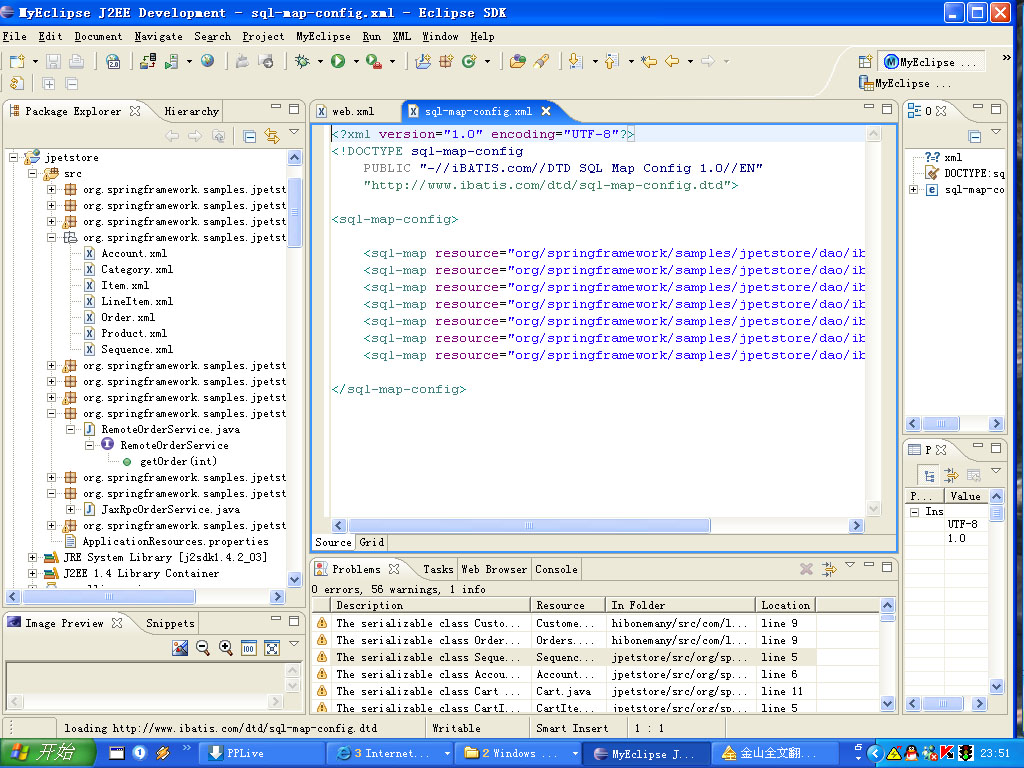 MyEclipse J2EE Development - sql-map-config.xml - Eclipse SDK
File Edit Document Navigate Search Project MyEclipse Run XML Window Help
MyEclipse ...
MyEclipse ...
Package Explorer
Hierarchy
jpetstore
src
org.springframework.samples.jpetst
org.springframework.samples.jpetst
org.springframework.samples.jpetst
org.springframework.samples.jpetst
Account.xml
Category.xml
Item.xml
LineItem.xml
Order.xml
Product.xml
Sequence.xml
org.springframework.samples.jpetst
org.springframework.samples.jpetst
org.springframework.samples.jpetst
org.springframework.samples.jpetst
RemoteOrderService.java
RemoteOrderService
getOrder(int)
org.springframework.samples.jpetst
org.springframework.samples.jpetst
JaxRpcOrderService.java
org.springframework.samples.jpetst
ApplicationResources.properties
JRE System Library [j2sdk1.4.2_03]
J2EE 1.4 Library Container
Image Preview
Snippets
web.xml
sql-map-config.xml
<?xml version="1.0" encoding="UTF-8"?>
<!DOCTYPE sql-map-config
PUBLIC "-//iBATIS.com//DTD SQL Map Config 1.0//EN"
"http://www.ibatis.com/dtd/sql-map-config.dtd">
<sql-map-config>
<sql-map resource="org/springframework/samples/jpetstore/dao/ib
<sql-map resource="org/springframework/samples/jpetstore/dao/ib
<sql-map resource="org/springframework/samples/jpetstore/dao/ib
<sql-map resource="org/springframework/samples/jpetstore/dao/ib
<sql-map resource="org/springframework/samples/jpetstore/dao/ib
<sql-map resource="org/springframework/samples/jpetstore/dao/ib
<sql-map resource="org/springframework/samples/jpetstore/dao/ib
</sql-map-config>
Source Grid
O
xml
DOCTYPE:sq
sql-map-co
P
P... Value
Ins
UTF-8
1.0
Problems Tasks Web Browser Console
0 errors, 56 warnings, 1 info
Description Resource In Folder Location
The serializable class Custo... Custome... hibonemany/src/com/l... line 9
The serializable class Order... Orders.... hibonemany/src/com/l... line 9
The serializable class Seque... Sequenc... jpetstore/src/org/sp... line 5
The serializable class Accou... Account... jpetstore/src/org/sp... line 6
The serializable class Cart ... Cart.java jpetstore/src/org/sp... line 11
The serializable class CartI... CartIte... jpetstore/src/org/sp... line 5
loading http://www.ibatis.com/dtd/sql-map-config.dtd Writable Smart Insert 1 : 1
开始 PPLive 3 Internet... 2 Windows ... MyEclipse J... 金山全文翻... 23:51